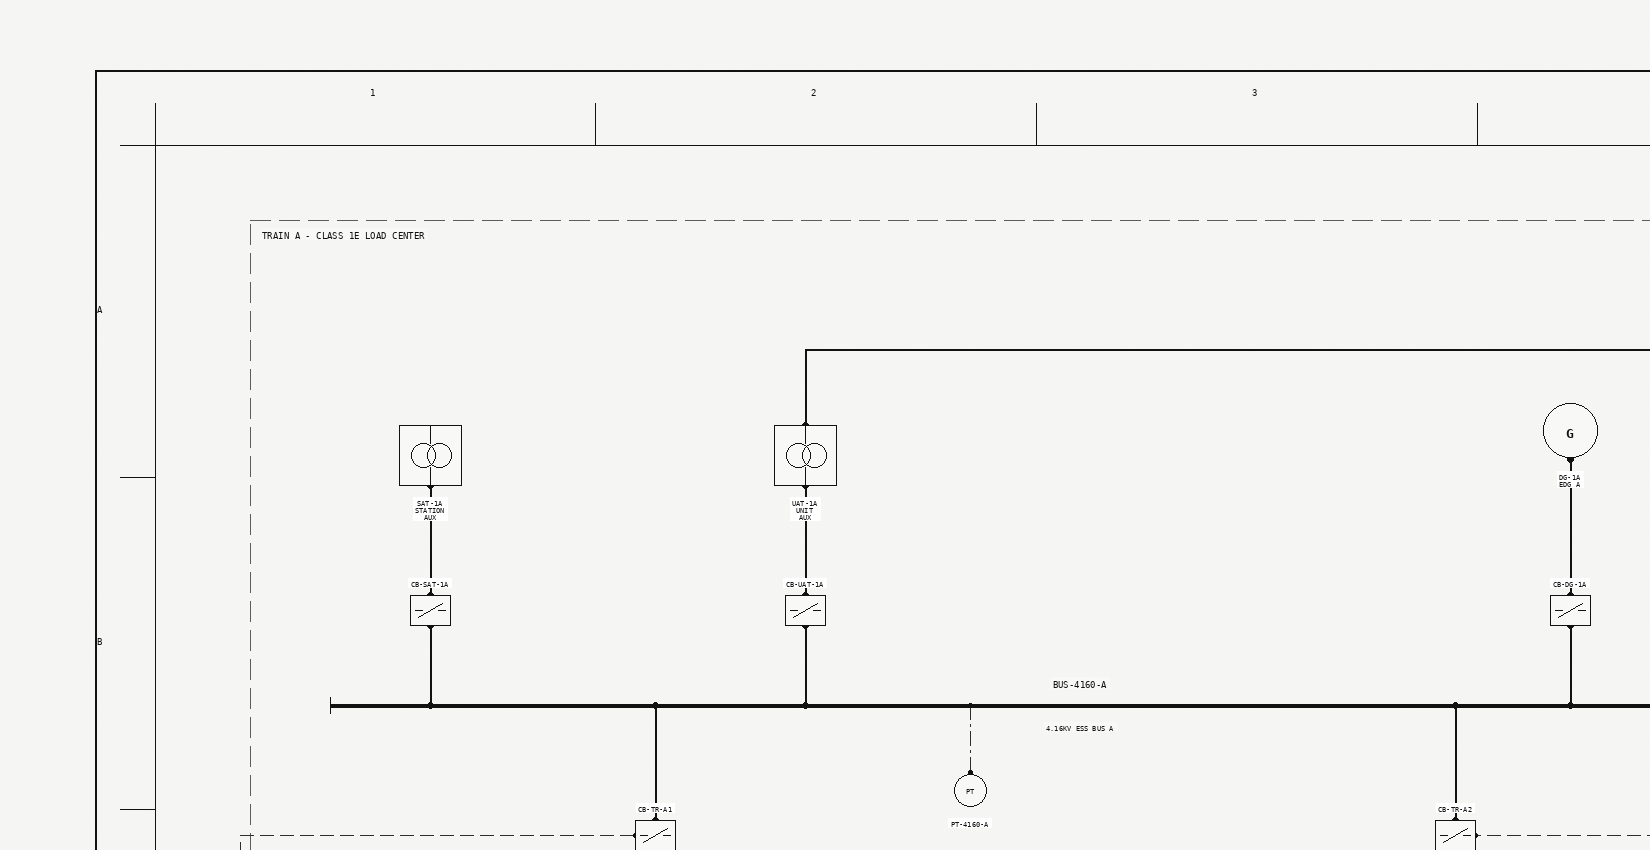 1
2
3
TRAIN A - CLASS 1E LOAD CENTER
A
G
DG-1A
EDG A
SAT-1A
STATION
AUX
UAT-1A
UNIT
AUX
CB-SAT-1A
CB-UAT-1A
CB-DG-1A
B
BUS-4160-A
4.16KV ESS BUS A
PT
PT-4160-A
CB-TR-A1
CB-TR-A2